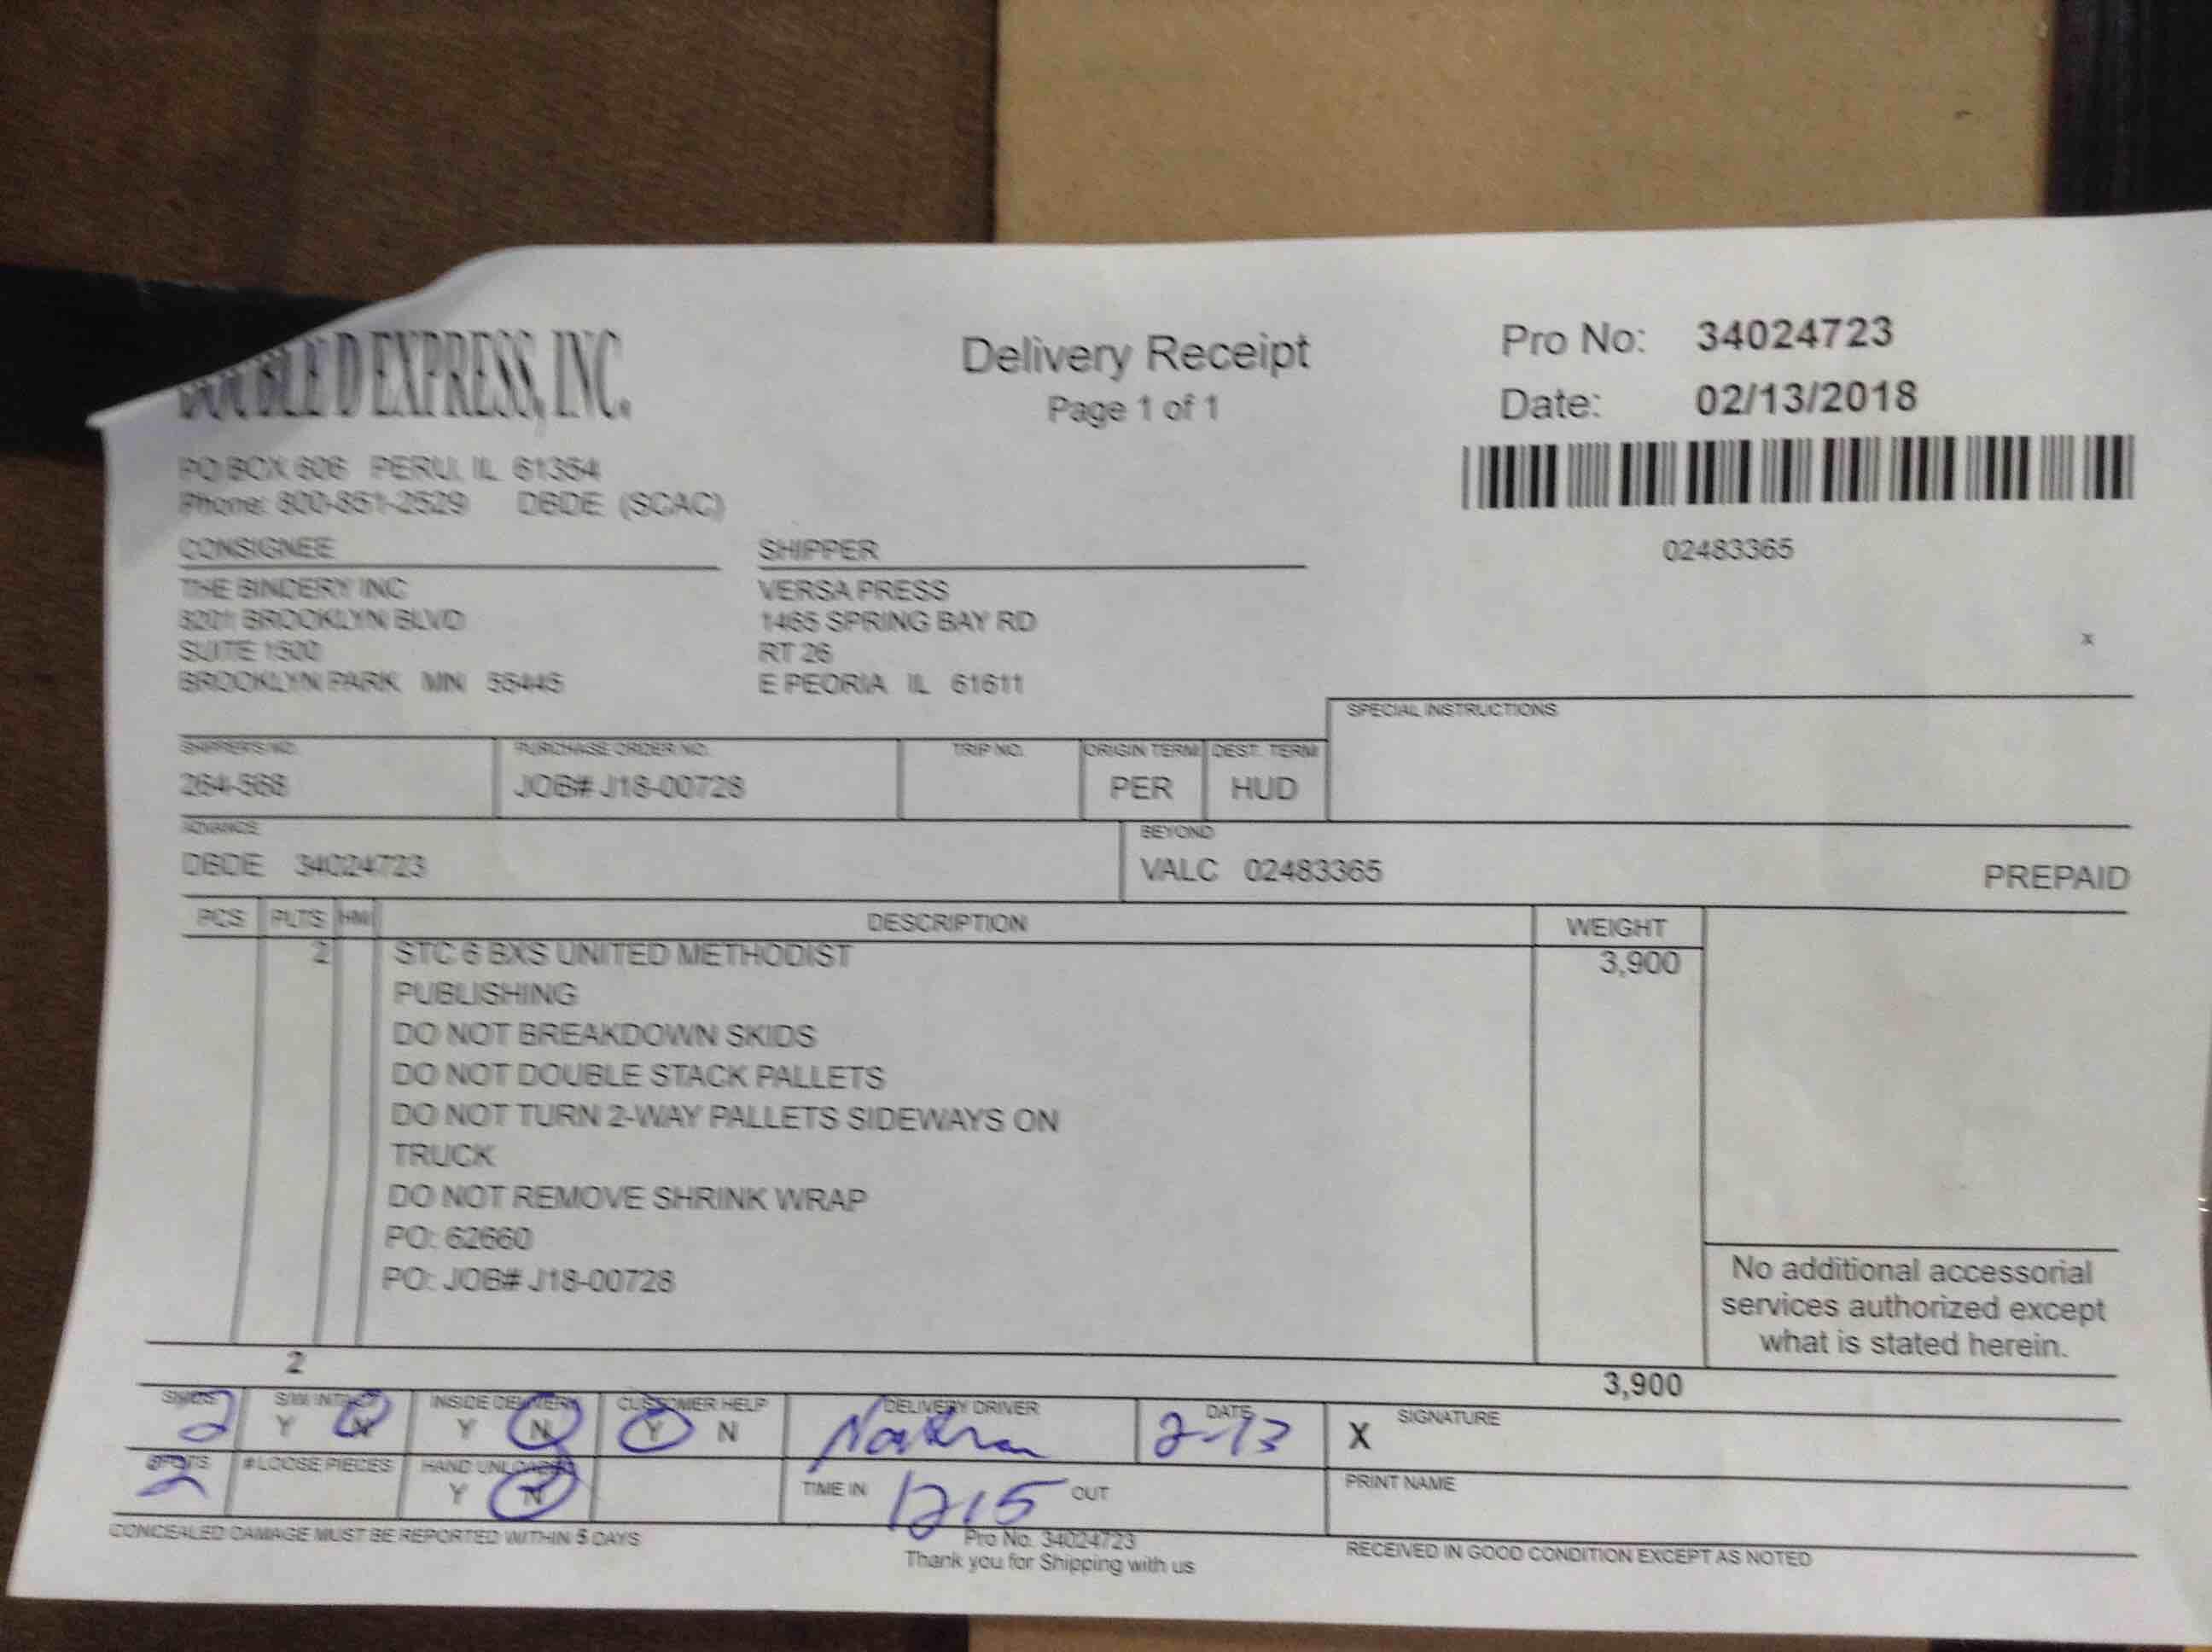 DOUBLE D EXPRESS, INC.
PO BOX 606 PERU, IL 61354
Phone: 800-851-2529 DBDE (SCAC)
Delivery Receipt
Page 1 of 1
Pro No: 34024723
Date: 02/13/2018
02483365
CONSIGNEE
THE BINDERY INC
8201 BROOKLYN BLVD
SUITE 1500
BROOKLYN PARK MN 55445
SHIPPER
VERSA PRESS
1465 SPRING BAY RD
RT 26
E PEORIA IL 61611
x
SPECIAL INSTRUCTIONS
SHIPPER'S NO. PURCHASE ORDER NO. TRIP NO. ORIGIN TERM DEST. TERM
264-568 JOB# J18-00728 PER HUD
ADVANCE BEYOND
DBDE 34024723 VALC 02483365 PREPAID
PCS PLTS HM DESCRIPTION WEIGHT
2 STC 6 BXS UNITED METHODIST 3,900
PUBLISHING
DO NOT BREAKDOWN SKIDS
DO NOT DOUBLE STACK PALLETS
DO NOT TURN 2-WAY PALLETS SIDEWAYS ON
TRUCK
DO NOT REMOVE SHRINK WRAP
PO: 62660
PO: JOB# J18-00728
No additional accessorial
services authorized except
what is stated herein.
2 3,900
SKIDS S/W INTACT INSIDE DELIVERY CUSTOMER HELP DELIVERY DRIVER DATE SIGNATURE
2 Y N Y N Y N Nathan 2-13 X
# LOOSE PIECES HAND UNLOADED TIME IN OUT PRINT NAME
2 Y N 1215
CONCEALED DAMAGE MUST BE REPORTED WITHIN 5 DAYS
Pro No. 34024723
Thank you for Shipping with us
RECEIVED IN GOOD CONDITION EXCEPT AS NOTED